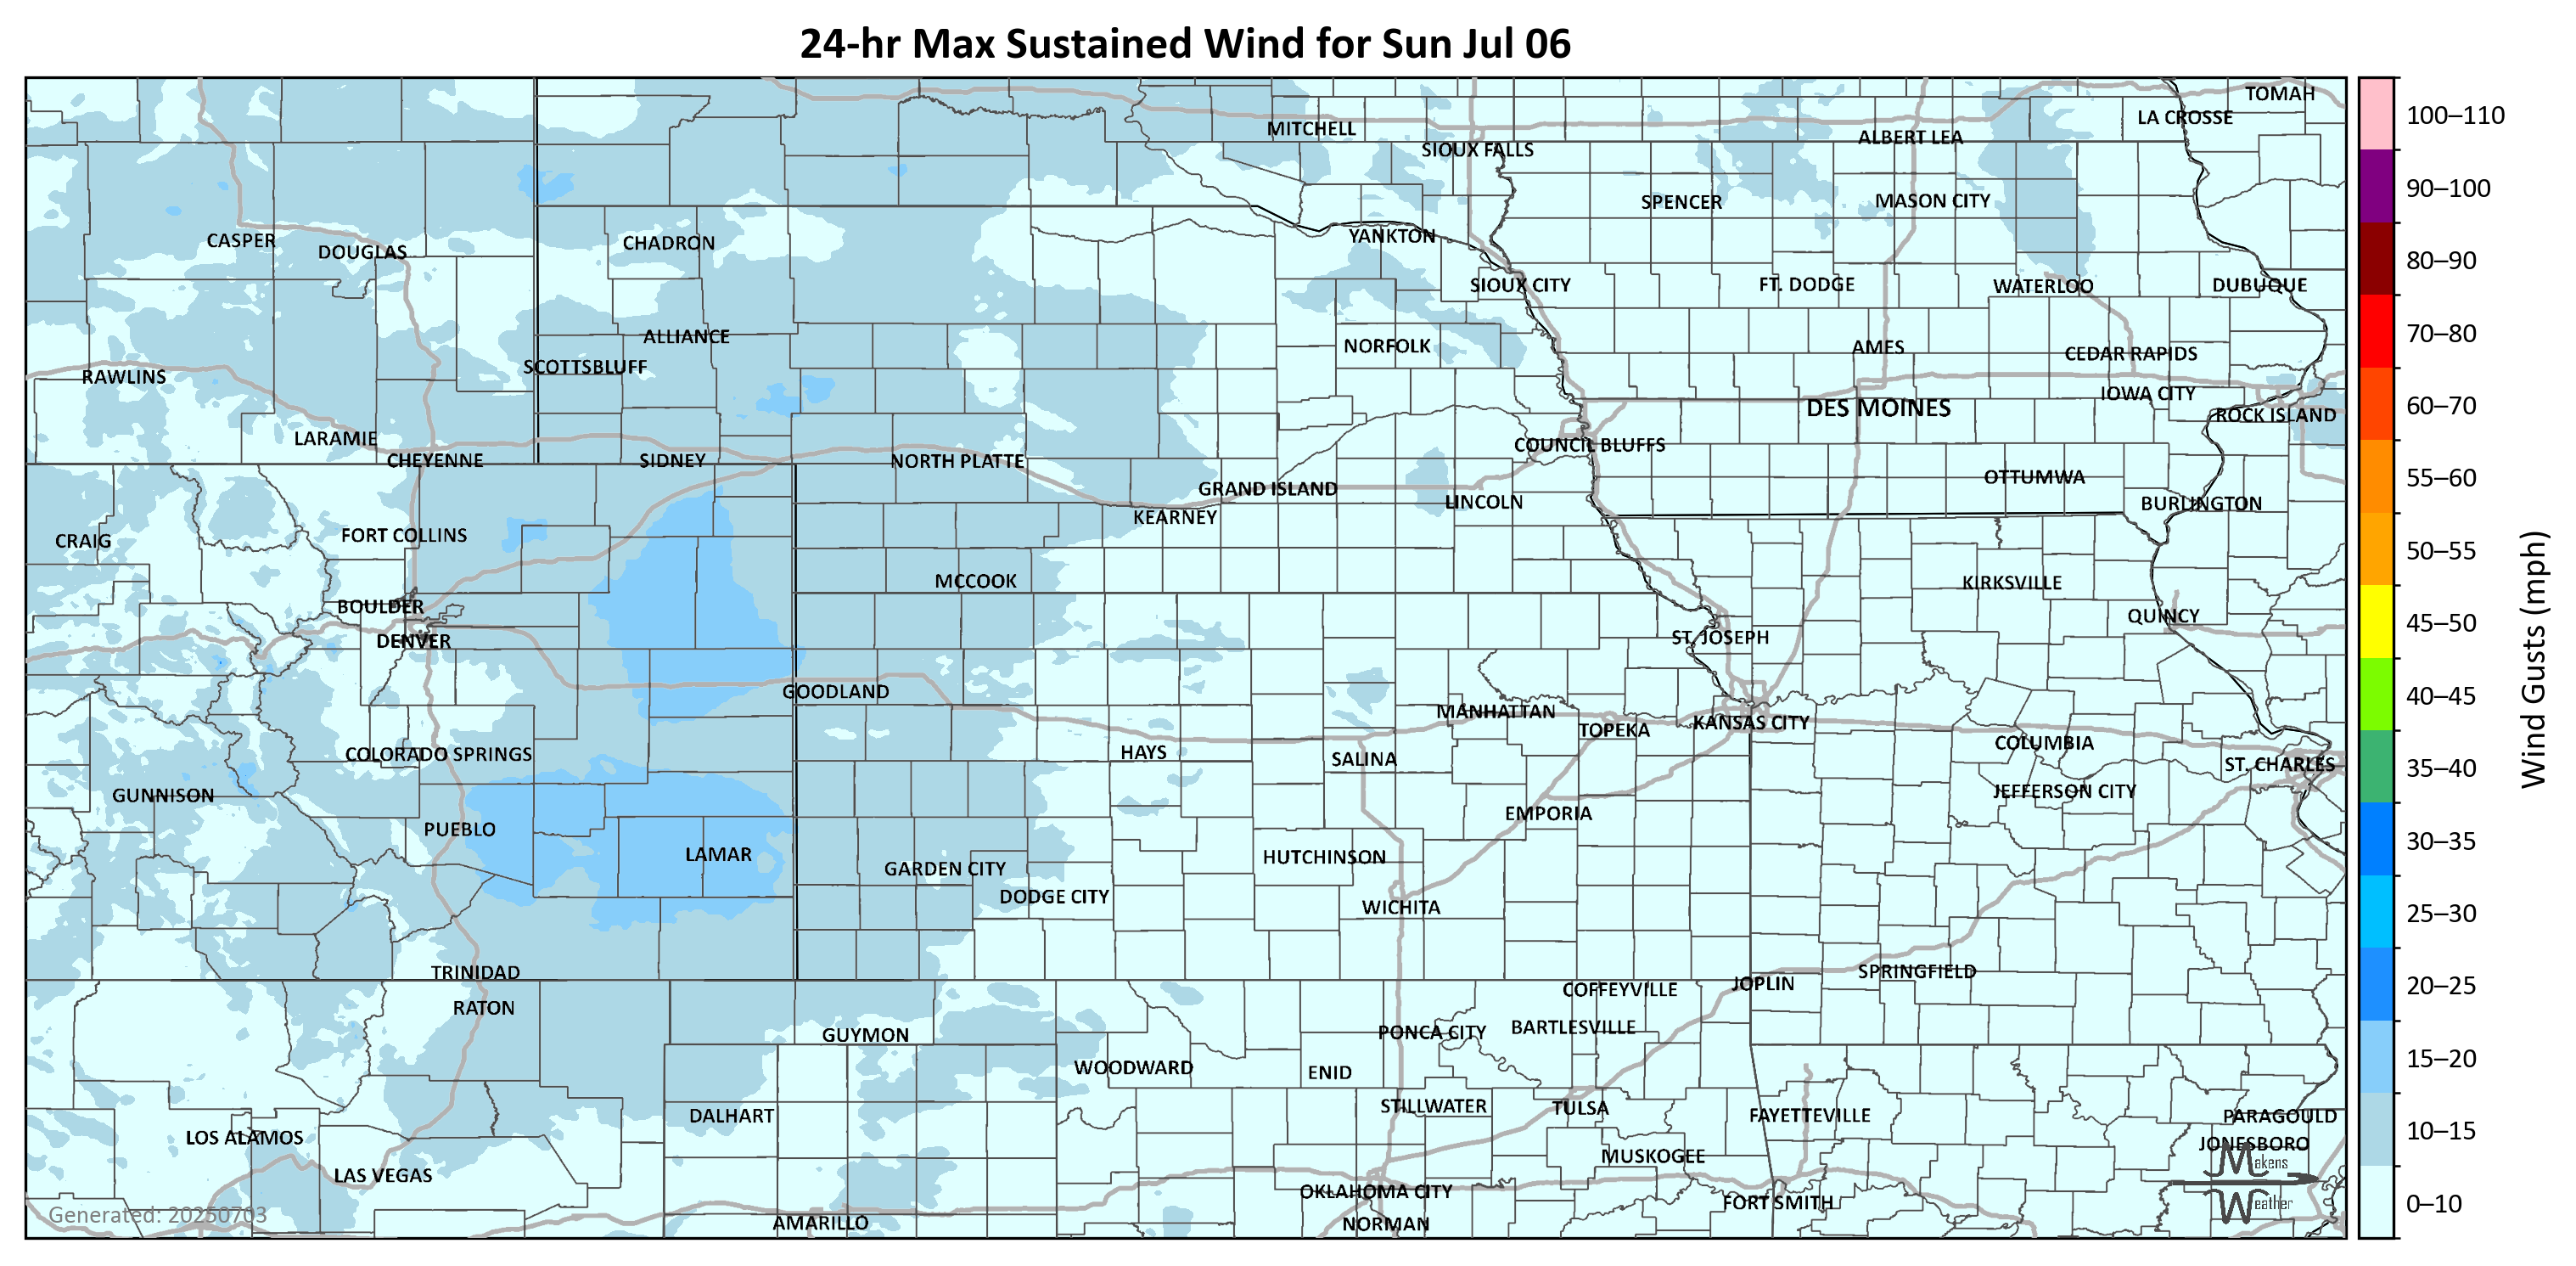 24-hr Max Sustained Wind for Sun Jul 06
TOMAH
LA CROSSE
MITCHELL
ALBERT LEA
SIOUX FALLS
SPENCER
MASON CITY
CASPER
DOUGLAS
CHADRON
YANKTON
SIOUX CITY
FT. DODGE
WATERLOO
DUBUQUE
ALLIANCE
SCOTTSBLUFF
NORFOLK
AMES
CEDAR RAPIDS
RAWLINS
IOWA CITY
DES MOINES
ROCK ISLAND
LARAMIE
CHEYENNE
SIDNEY
NORTH PLATTE
COUNCIL BLUFFS
GRAND ISLAND
LINCOLN
OTTUMWA
BURLINGTON
KEARNEY
CRAIG
FORT COLLINS
MCCOOK
KIRKSVILLE
BOULDER
QUINCY
DENVER
ST. JOSEPH
GOODLAND
MANHATTAN
TOPEKA
KANSAS CITY
COLORADO SPRINGS
HAYS
SALINA
COLUMBIA
ST. CHARLES
GUNNISON
JEFFERSON CITY
EMPORIA
PUEBLO
LAMAR
GARDEN CITY
HUTCHINSON
DODGE CITY
WICHITA
TRINIDAD
SPRINGFIELD
JOPLIN
COFFEYVILLE
RATON
GUYMON
PONCA CITY
BARTLESVILLE
WOODWARD
ENID
DALHART
STILLWATER
TULSA
FAYETTEVILLE
PARAGOULD
LOS ALAMOS
JONESBORO
LAS VEGAS
MUSKOGEE
OKLAHOMA CITY
FORT SMITH
AMARILLO
NORMAN
Generated: 20250703
Makens
Weather
100–110
90–100
80–90
70–80
60–70
55–60
50–55
45–50
40–45
35–40
30–35
25–30
20–25
15–20
10–15
0–10
Wind Gusts (mph)